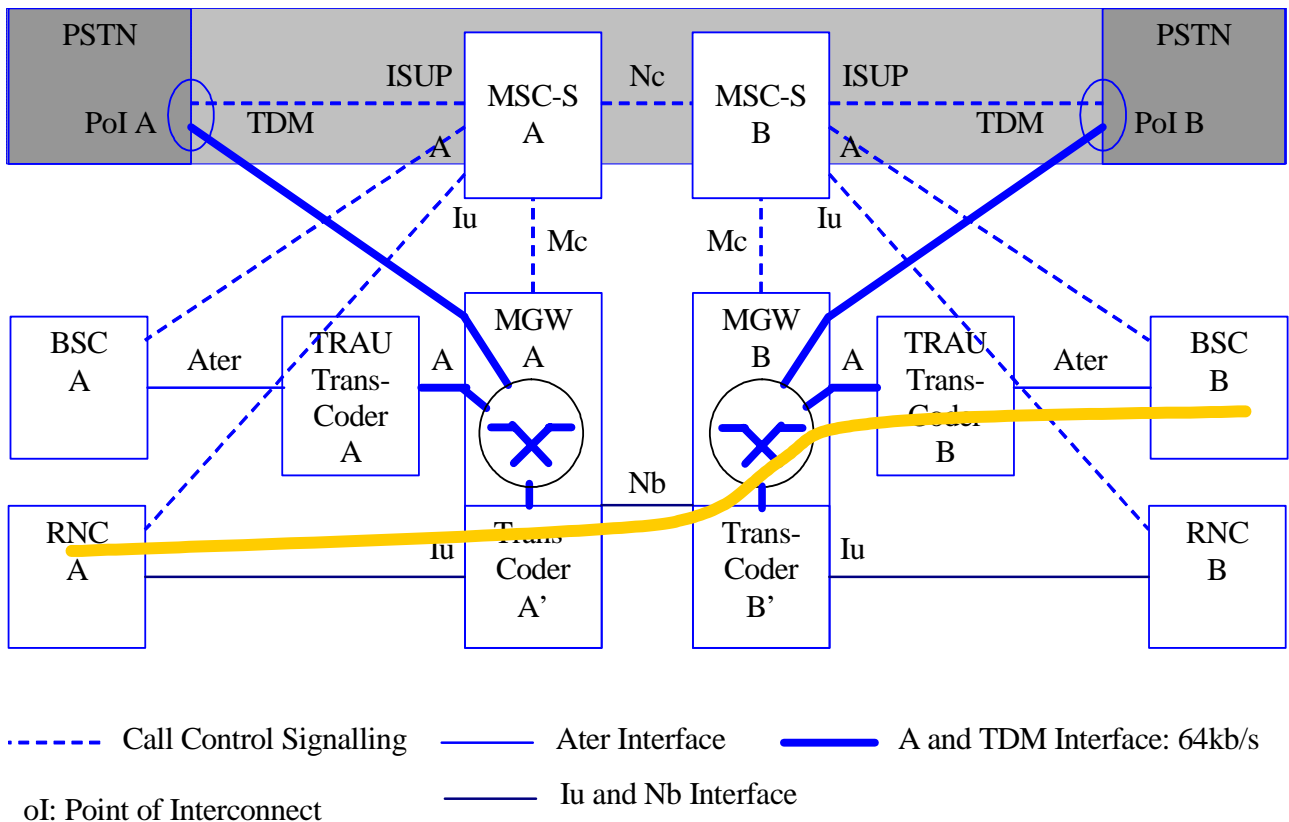 PSTN
PSTN
ISUP
Nc
ISUP
MSC-S
A
MSC-S
B
PoI A
TDM
TDM
PoI B
A
A
Iu
Iu
Mc
Mc
BSC
A
Ater
TRAU
Trans-
Coder
A
A
MGW
A
MGW
B
A
TRAU
Trans-
Coder
B
Ater
BSC
B
Nb
RNC
A
Iu
Trans-
Coder
A’
Trans-
Coder
B’
Iu
RNC
B
Call Control Signalling
Ater Interface
A and TDM Interface: 64kb/s
oI: Point of Interconnect
Iu and Nb Interface